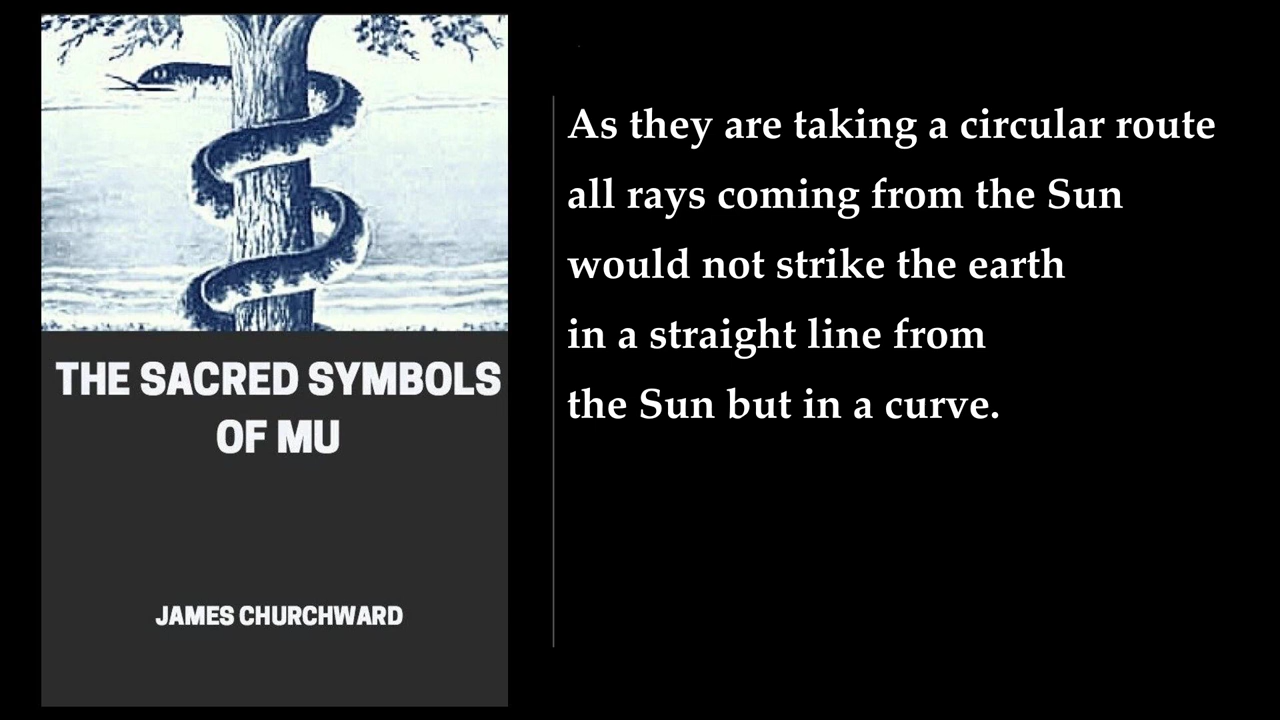 THE SACRED SYMBOLS
OF MU
JAMES CHURCHWARD
As they are taking a circular route
all rays coming from the Sun
would not strike the earth
in a straight line from
the Sun but in a curve.